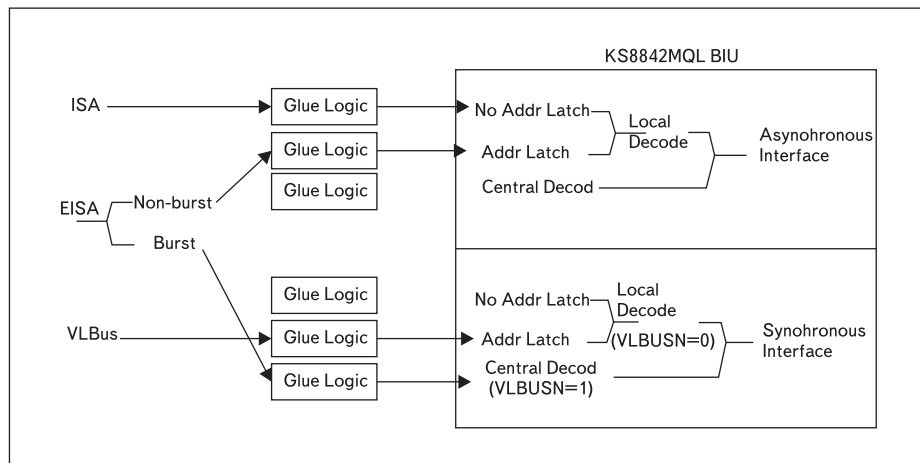 KS8842MQL BIU
ISA
Glue Logic
No Addr Latch
Local
Decode
Glue Logic
Addr Latch
Asynohronous
Interface
Glue Logic
Central Decod
EISA
Non-burst
Burst
Glue Logic
No Addr Latch
Local
Decode
(VLBUSN=0)
VLBus
Glue Logic
Addr Latch
Synohronous
Interface
Glue Logic
Central Decod
(VLBUSN=1)